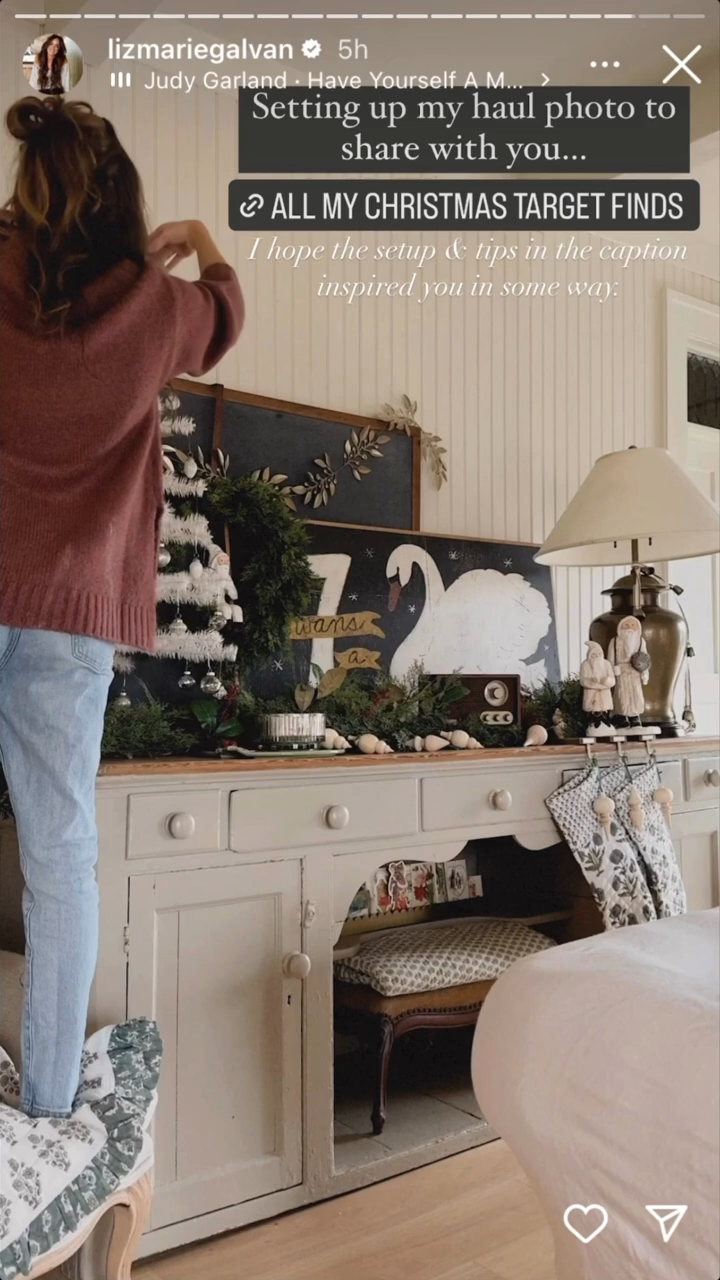 lizmariegalvan 5h
Judy Garland · Have Yourself A M... >
Setting up my haul photo to
share with you...
ALL MY CHRISTMAS TARGET FINDS
I hope the setup & tips in the caption
inspired you in some way.
7
swans
a